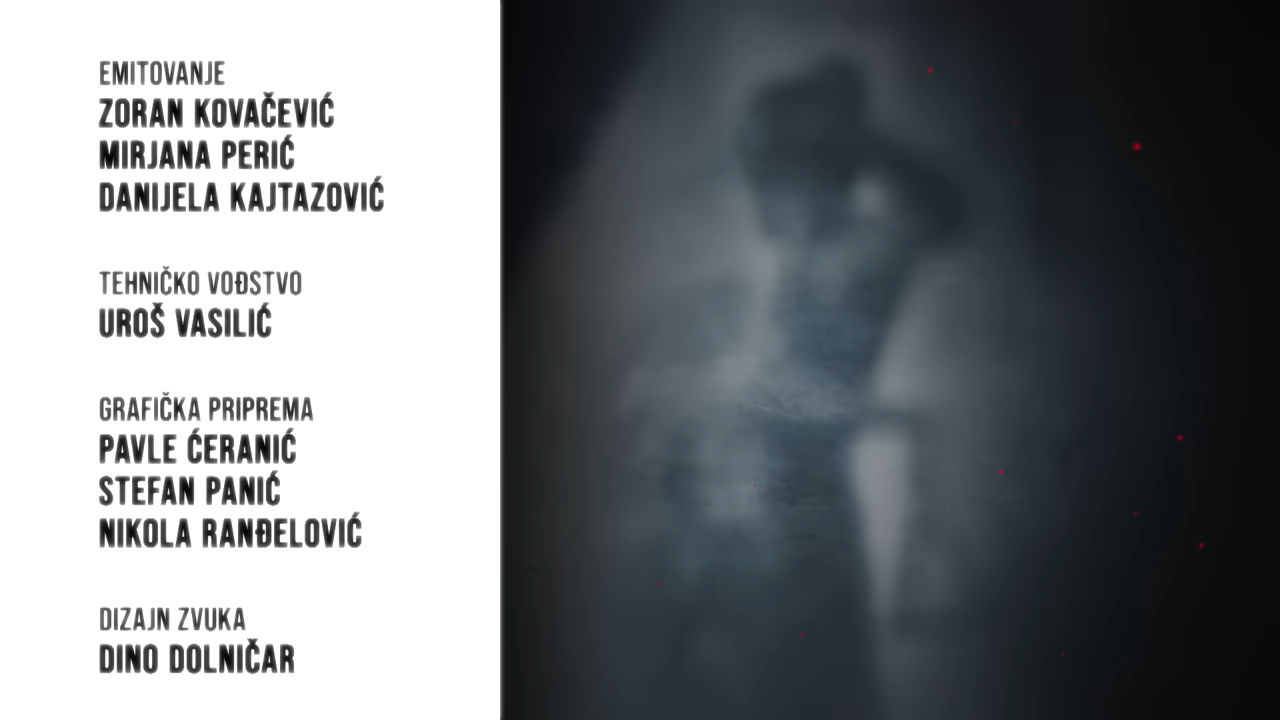 EMITOVANJE
ZORAN KOVAČEVIĆ
MIRJANA PERIĆ
DANIJELA KAJTAZOVIĆ
TEHNIČKO VOĐSTVO
UROŠ VASILIĆ
GRAFIČKA PRIPREMA
PAVLE ĆERANIĆ
STEFAN PANIĆ
NIKOLA RANĐELOVIĆ
DIZAJN ZVUKA
DINO DOLNIČAR